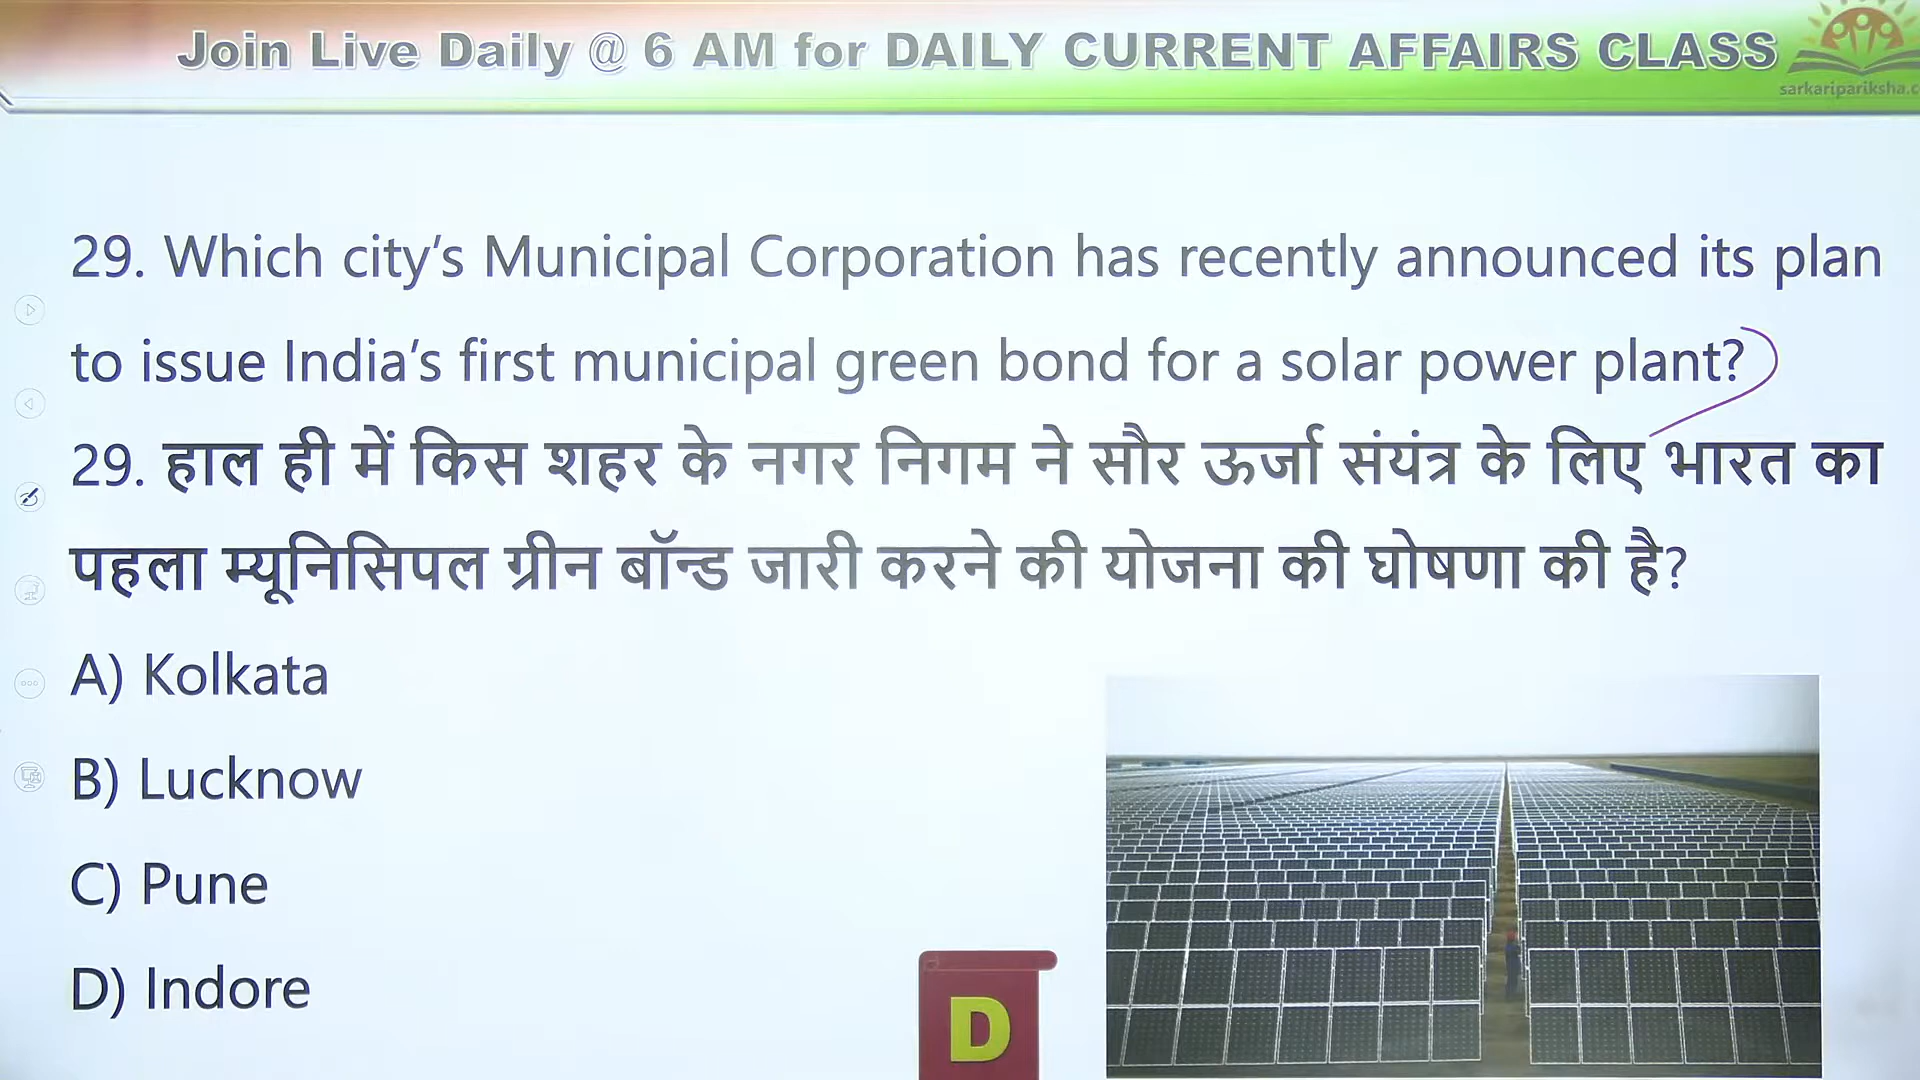 Join Live Daily @ 6 AM for DAILY CURRENT AFFAIRS CLASS
29. Which city’s Municipal Corporation has recently announced its plan
to issue India’s first municipal green bond for a solar power plant?
29. हाल ही में किस शहर के नगर निगम ने सौर ऊर्जा संयंत्र के लिए भारत का
पहला म्यूनिसिपल ग्रीन बॉन्ड जारी करने की योजना की घोषणा की है?
A) Kolkata
B) Lucknow
C) Pune
D) Indore
D